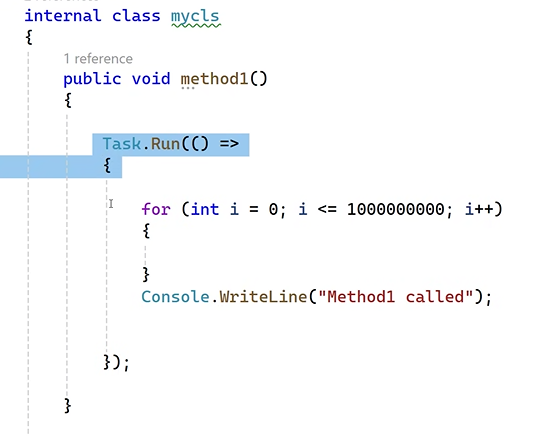 internal class mycls
{
1 reference
public void method1()
{
Task.Run(() =>
{
for (int i = 0; i <= 1000000000; i++)
{
}
Console.WriteLine("Method1 called");
});
}